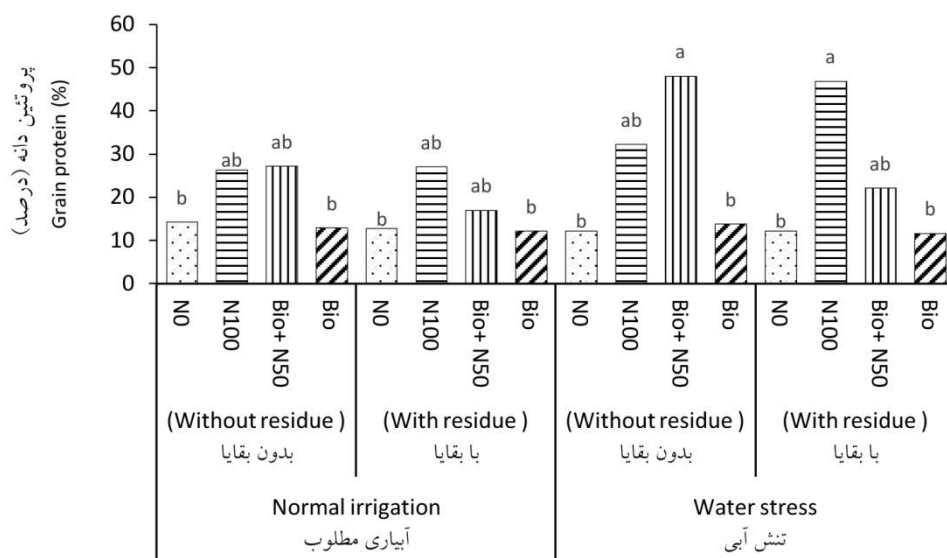 پروتئین دانه (درصد)
Grain protein (%)
60
50
40
30
20
10
0
b
ab
ab
b
b
ab
ab
b
b
ab
a
b
b
a
ab
b
N0
N100
Bio+ N50
Bio
N0
N100
Bio+ N50
Bio
N0
N100
Bio+ N50
Bio
N0
N100
Bio+ N50
Bio
(Without residue )
(With residue )
(Without residue )
(With residue )
بدون بقایا
با بقایا
بدون بقایا
با بقایا
Normal irrigation
Water stress
آبیاری مطلوب
تنش آبی